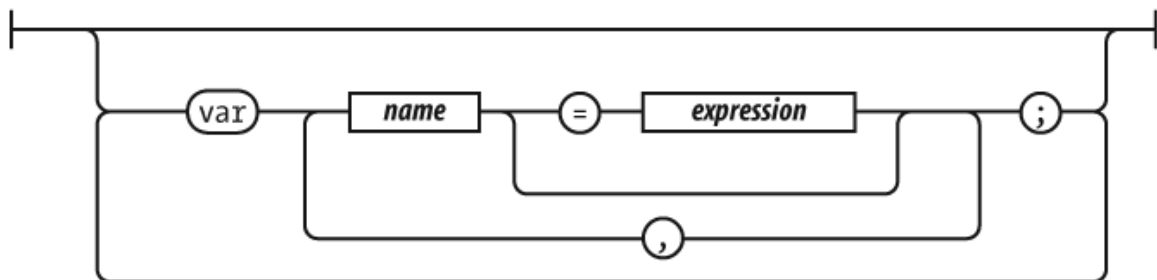 var name = expression ;
,